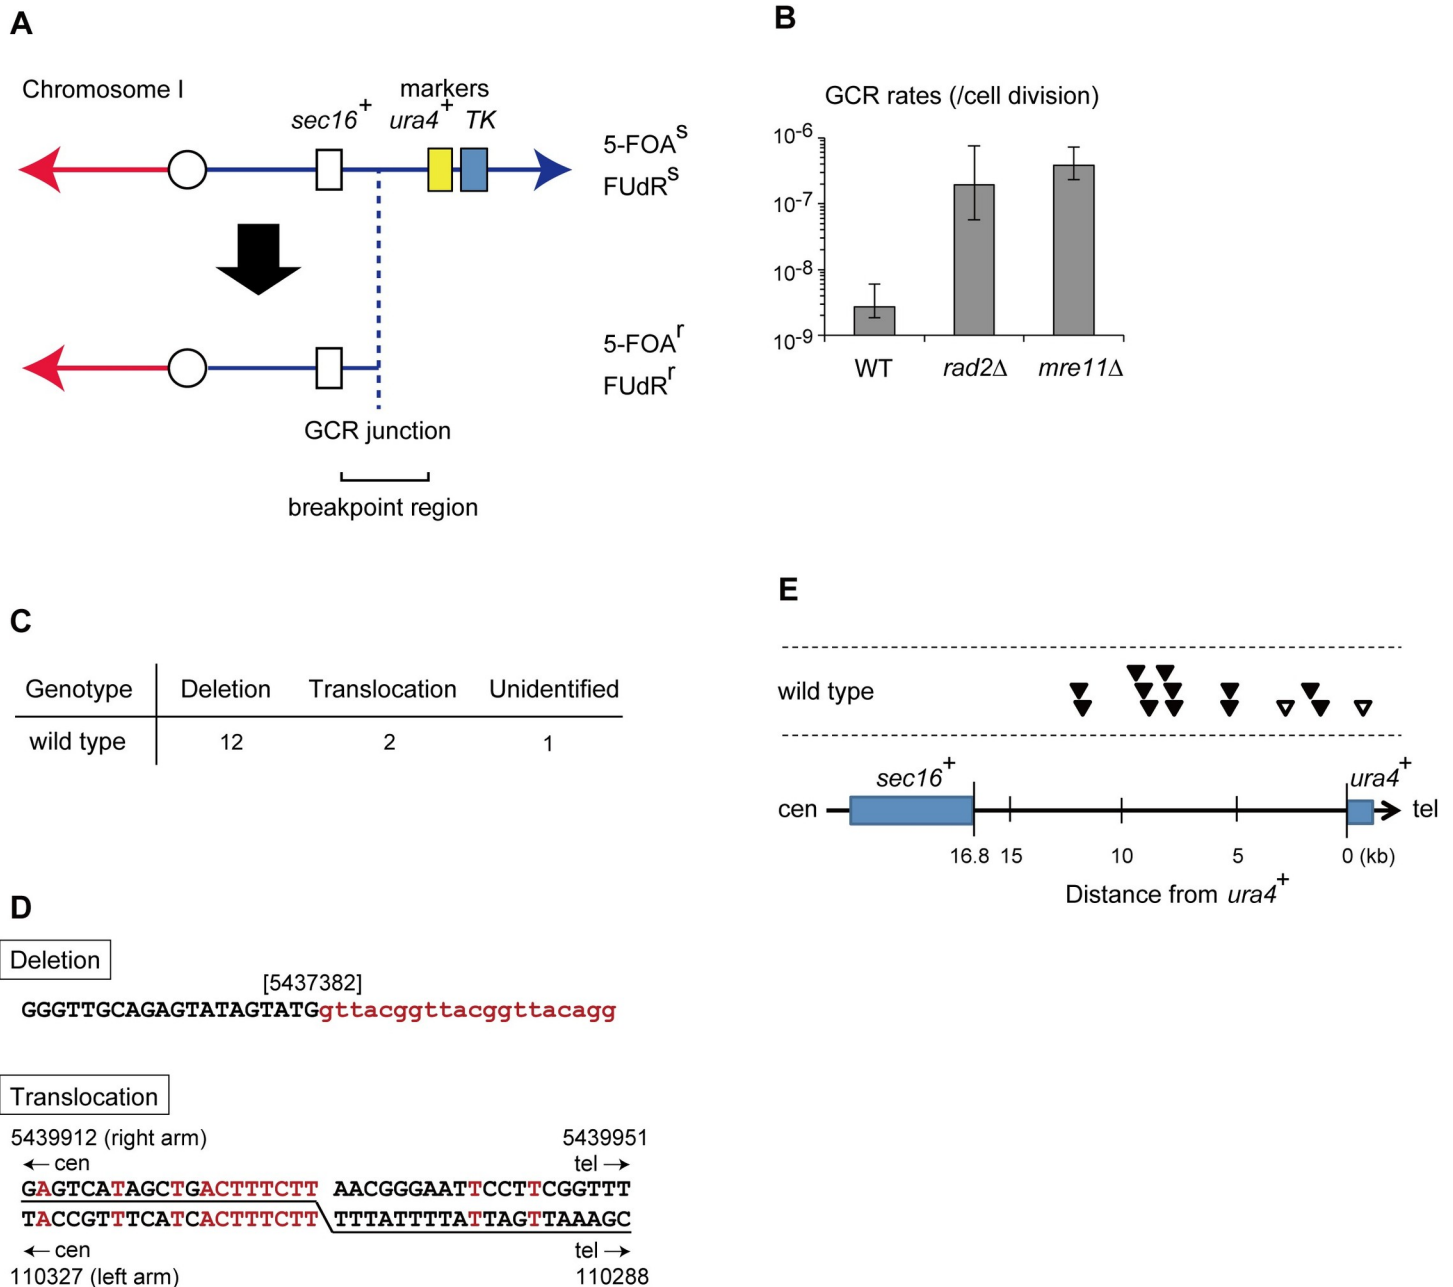 A
Chromosome I
markers
sec16+ ura4+ TK
5-FOAs
FUdRs
5-FOAr
FUdRr
GCR junction
breakpoint region
B
GCR rates (/cell division)
10-6
10-7
10-8
10-9
WT rad2Δ mre11Δ
C
Genotype Deletion Translocation Unidentified
wild type 12 2 1
D
Deletion
[5437382]
GGGTTGCAGAGTATAGTATGgttacggttacggttacagg
Translocation
5439912 (right arm) 5439951
← cen tel →
GAGTCATAGCTGACTTTCTT AACGGGAATTCCTTCGGTTT
TACCGTTTCATCACTTTCTT TTTATTTTATTAGTTAAAGC
← cen tel →
110327 (left arm) 110288
E
wild type
sec16+ ura4+
cen tel
16.8 15 10 5 0 (kb)
Distance from ura4+